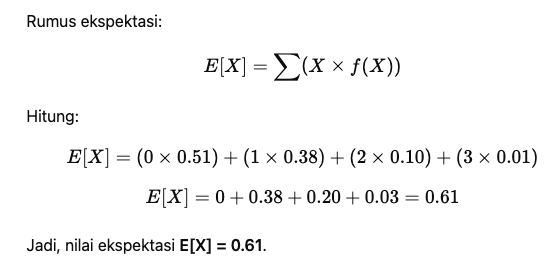 Rumus ekspektasi:
E[X] = ∑(X × f(X))
Hitung:
E[X] = (0 × 0.51) + (1 × 0.38) + (2 × 0.10) + (3 × 0.01)
E[X] = 0 + 0.38 + 0.20 + 0.03 = 0.61
Jadi, nilai ekspektasi E[X] = 0.61.